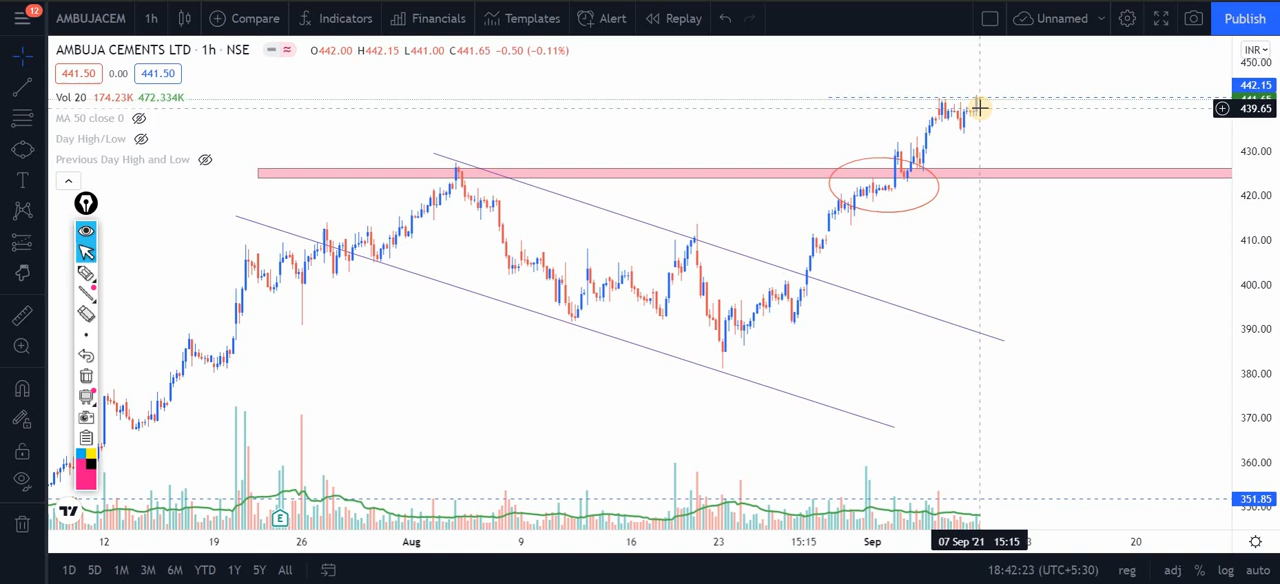 12
AMBUJACEM 1h Compare Indicators Financials Templates Alert Replay Unnamed Publish
AMBUJA CEMENTS LTD · 1h · NSE O442.00 H442.15 L441.00 C441.65 −0.50 (−0.11%) INR
450.00
441.50 0.00 441.50
442.15
Vol 20 174.23K 472.334K
439.65
MA 50 close 0
Day High/Low
430.00
Previous Day High and Low
420.00
410.00
400.00
390.00
380.00
370.00
360.00
351.85
E
12 19 26 Aug 9 16 23 15:15 Sep 07 Sep '21 15:15 20
1D 5D 1M 3M 6M YTD 1Y 5Y All 18:42:23 (UTC+5:30) reg adj % log auto